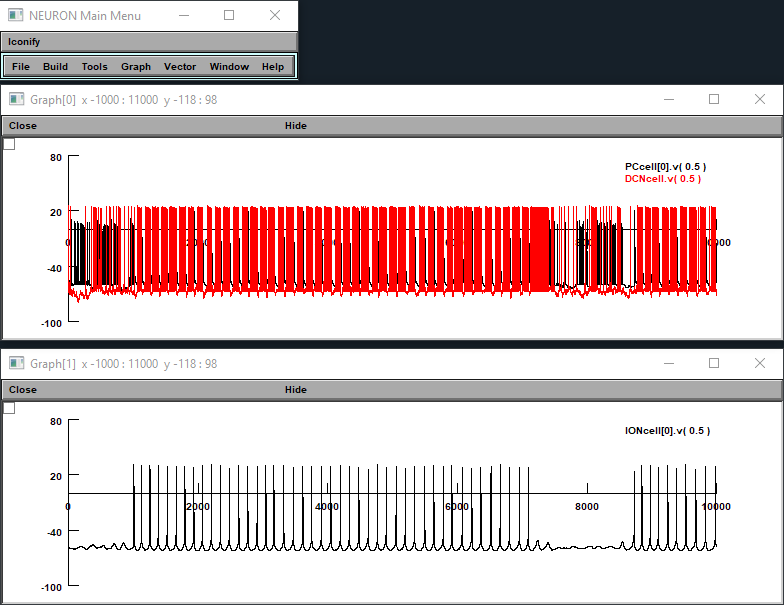 NEURON Main Menu
Iconify
File Build Tools Graph Vector Window Help
Graph[0] x -1000 : 11000 y -118 : 98
Close Hide
80
PCcell[0].v( 0.5 )
DCNcell.v( 0.5 )
20
0
-40
-100
Graph[1] x -1000 : 11000 y -118 : 98
Close Hide
80
IONcell[0].v( 0.5 )
20
0 2000 4000 6000 8000 10000
-40
-100